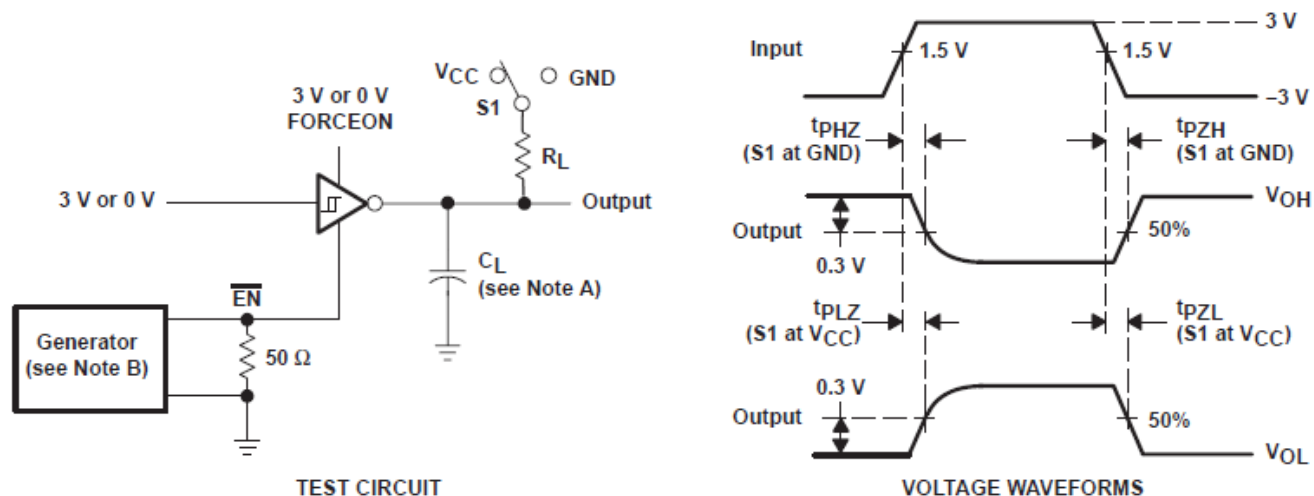 3 V or 0 V
FORCEON
VCC
GND
S1
RL
3 V or 0 V
Output
CL
(see Note A)
EN
Generator
(see Note B)
50 Ω
TEST CIRCUIT
Input
3 V
1.5 V
1.5 V
–3 V
tPHZ
(S1 at GND)
tPZH
(S1 at GND)
VOH
Output
50%
0.3 V
tPLZ
(S1 at VCC)
tPZL
(S1 at VCC)
0.3 V
Output
50%
VOL
VOLTAGE WAVEFORMS